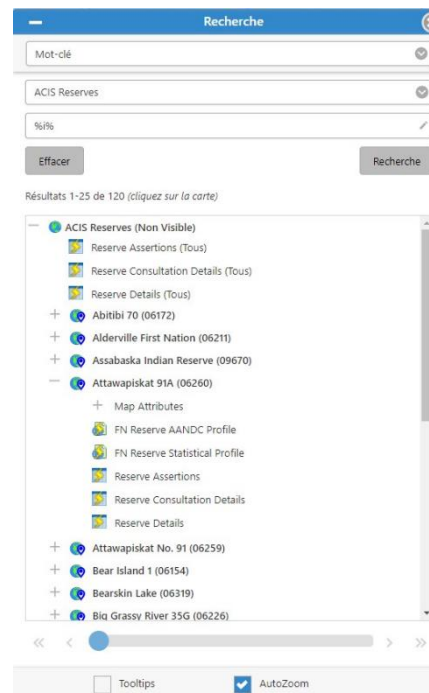 Recherche
Mot-clé
ACIS Reserves
%i%
Effacer
Recherche
Résultats 1-25 de 120 (cliquez sur la carte)
ACIS Reserves (Non Visible)
Reserve Assertions (Tous)
Reserve Consultation Details (Tous)
Reserve Details (Tous)
Abitibi 70 (06172)
Alderville First Nation (06211)
Assabaska Indian Reserve (09670)
Attawapiskat 91A (06260)
Map Attributes
FN Reserve AANDC Profile
FN Reserve Statistical Profile
Reserve Assertions
Reserve Consultation Details
Reserve Details
Attawapiskat No. 91 (06259)
Bear Island 1 (06154)
Bearskin Lake (06319)
Big Grassy River 35G (06226)
Tooltips
AutoZoom